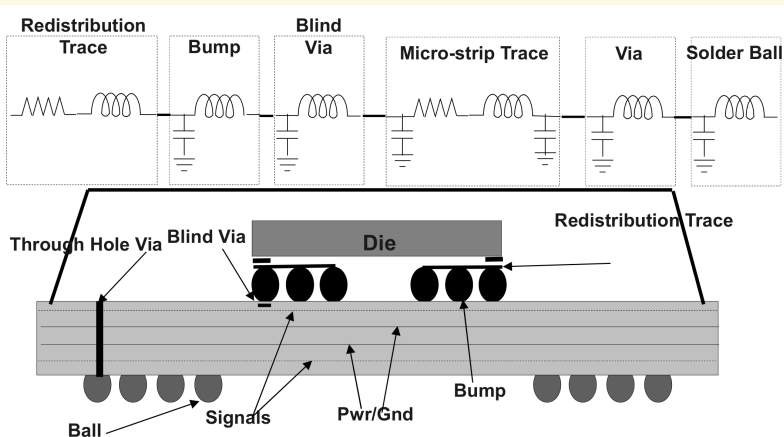 Redistribution
Trace
Bump
Blind
Via
Micro-strip Trace
Via
Solder Ball
Redistribution Trace
Through Hole Via
Blind Via
Die
Bump
Signals
Pwr/Gnd
Ball